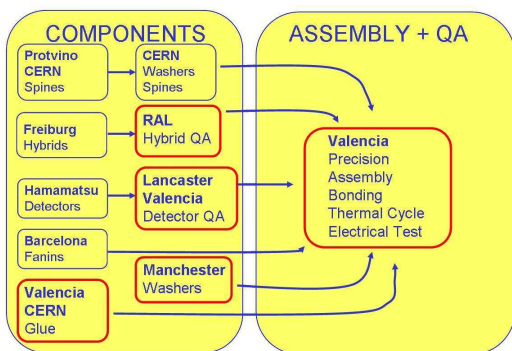 COMPONENTS
Protvino
CERN
Spines
CERN
Washers
Spines
Freiburg
Hybrids
RAL
Hybrid QA
Hamamatsu
Detectors
Lancaster
Valencia
Detector QA
Barcelona
Fanins
Manchester
Washers
Valencia
CERN
Glue
ASSEMBLY + QA
Valencia
Precision
Assembly
Bonding
Thermal Cycle
Electrical Test